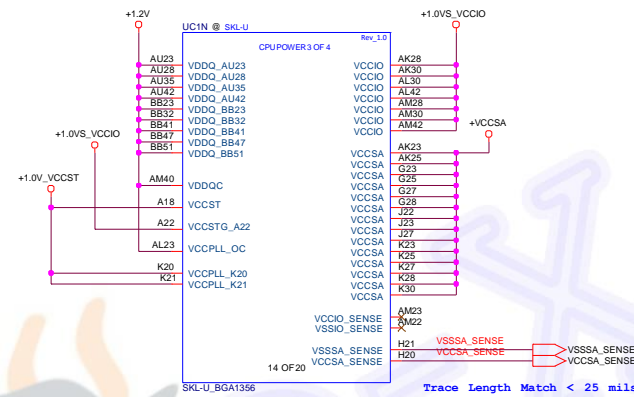 +1.2V
+1.0VS_VCCIO
UC1N @ SKL-U
Rev_1.0
CPU POWER 3 OF 4
AU23 VDDQ_AU23 VCCIO AK28
AU28 VDDQ_AU28 VCCIO AK30
AU35 VDDQ_AU35 VCCIO AL30
AU42 VDDQ_AU42 VCCIO AL42
BB23 VDDQ_BB23 VCCIO AM28
BB32 VDDQ_BB32 VCCIO AM30
BB41 VDDQ_BB41 VCCIO AM42
BB47 VDDQ_BB47
BB51 VDDQ_BB51
+1.0VS_VCCIO
+VCCSA
+1.0V_VCCST
VCCSA AK23
VCCSA AK25
VCCSA G23
VCCSA G25
VCCSA G27
VCCSA G28
VCCSA J22
VCCSA J23
VCCSA J27
VCCSA K23
VCCSA K25
VCCSA K27
VCCSA K28
VCCSA K30
AM40 VDDQC
A18 VCCST
A22 VCCSTG_A22
AL23 VCCPLL_OC
K20 VCCPLL_K20
K21 VCCPLL_K21
VCCIO_SENSE AM23
VSSIO_SENSE AM22
VSSSA_SENSE H21 VSSSA_SENSE VSSSA_SENSE
VCCSA_SENSE H20 VCCSA_SENSE VCCSA_SENSE
14 OF 20
SKL-U_BGA1356
Trace Length Match < 25 mils